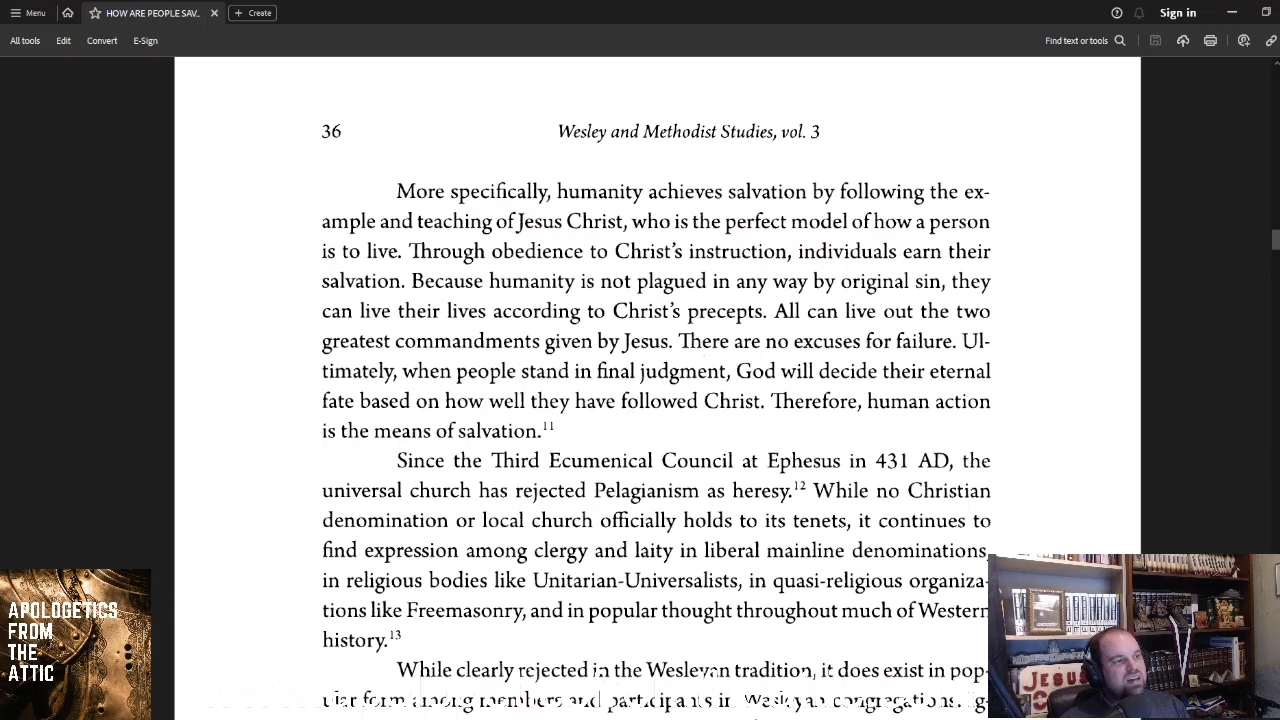 Menu
HOW ARE PEOPLE SAV..
Create
Sign in
All tools
Edit
Convert
E-Sign
Find text or tools
36
Wesley and Methodist Studies, vol. 3
More specifically, humanity achieves salvation by following the ex-
ample and teaching of Jesus Christ, who is the perfect model of how a person
is to live. Through obedience to Christ's instruction, individuals earn their
salvation. Because humanity is not plagued in any way by original sin, they
can live their lives according to Christ's precepts. All can live out the two
greatest commandments given by Jesus. There are no excuses for failure. Ul-
timately, when people stand in final judgment, God will decide their eternal
fate based on how well they have followed Christ. Therefore, human action
is the means of salvation.11
Since the Third Ecumenical Council at Ephesus in 431 AD, the
universal church has rejected Pelagianism as heresy.12 While no Christian
denomination or local church officially holds to its tenets, it continues to
find expression among clergy and laity in liberal mainline denominations,
in religious bodies like Unitarian-Universalists, in quasi-religious organiza-
tions like Freemasonry, and in popular thought throughout much of Western
history.13
While clearly rejected in the Wesleyan tradition, it does exist in pop-
ular form among members and participants in Wesleyan congregations.
APOLOGETICS
FROM
THE
ATTIC
JESUS